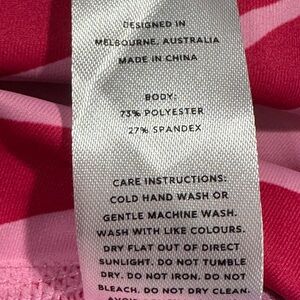 DESIGNED IN
MELBOURNE, AUSTRALIA
MADE IN CHINA
BODY:
73% POLYESTER
27% SPANDEX
CARE INSTRUCTIONS:
COLD HAND WASH OR
GENTLE MACHINE WASH.
WASH WITH LIKE COLOURS.
DRY FLAT OUT OF DIRECT
SUNLIGHT. DO NOT TUMBLE
DRY. DO NOT IRON. DO NOT
BLEACH. DO NOT DRY CLEAN.